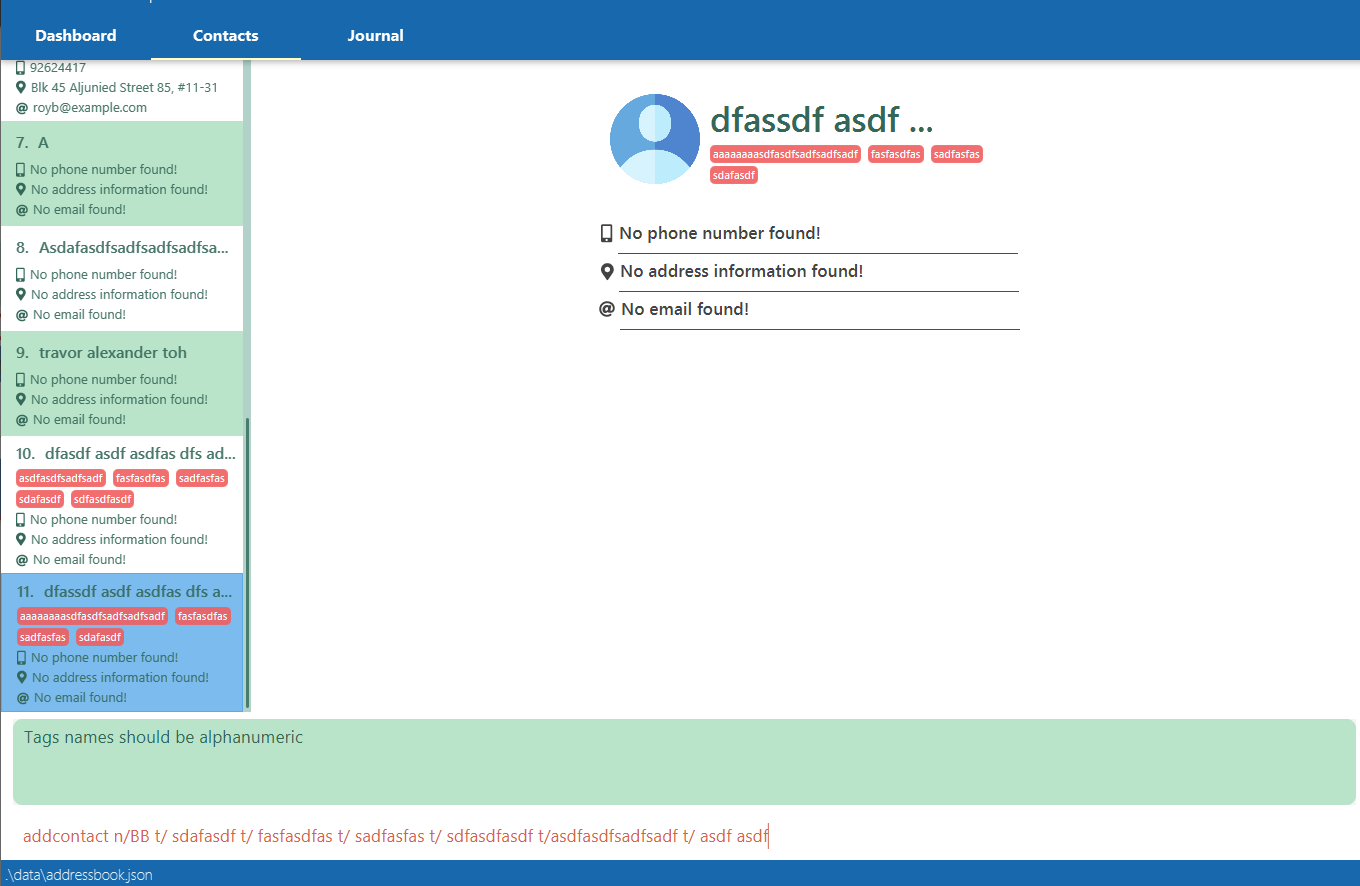 Dashboard Contacts Journal
92624417
Blk 45 Aljunied Street 85, #11-31
@ royb@example.com
7. A
No phone number found!
No address information found!
@ No email found!
8. Asdafasdfsadfsadfsadfsa...
No phone number found!
No address information found!
@ No email found!
9. travor alexander toh
No phone number found!
No address information found!
@ No email found!
10. dfasdf asdf asdfas dfs ad...
asdfasdfsadfsadf fasfasdfas sadfasfas
sdafasdf sdfasdfasdf
No phone number found!
No address information found!
@ No email found!
11. dfassdf asdf asdfas dfs a...
aaaaaaaasdfasdfsadfsadfsadf fasfasdfas
sadfasfas sdafasdf
No phone number found!
No address information found!
@ No email found!
dfassdf asdf ...
aaaaaaaasdfasdfsadfsadfsadf fasfasdfas sadfasfas
sdafasdf
No phone number found!
No address information found!
@ No email found!
Tags names should be alphanumeric
addcontact n/BB t/ sdafasdf t/ fasfasdfas t/ sadfasfas t/ sdfasdfasdf t/asdfasdfsadfsadf t/ asdf asdf
.\data\addressbook.json